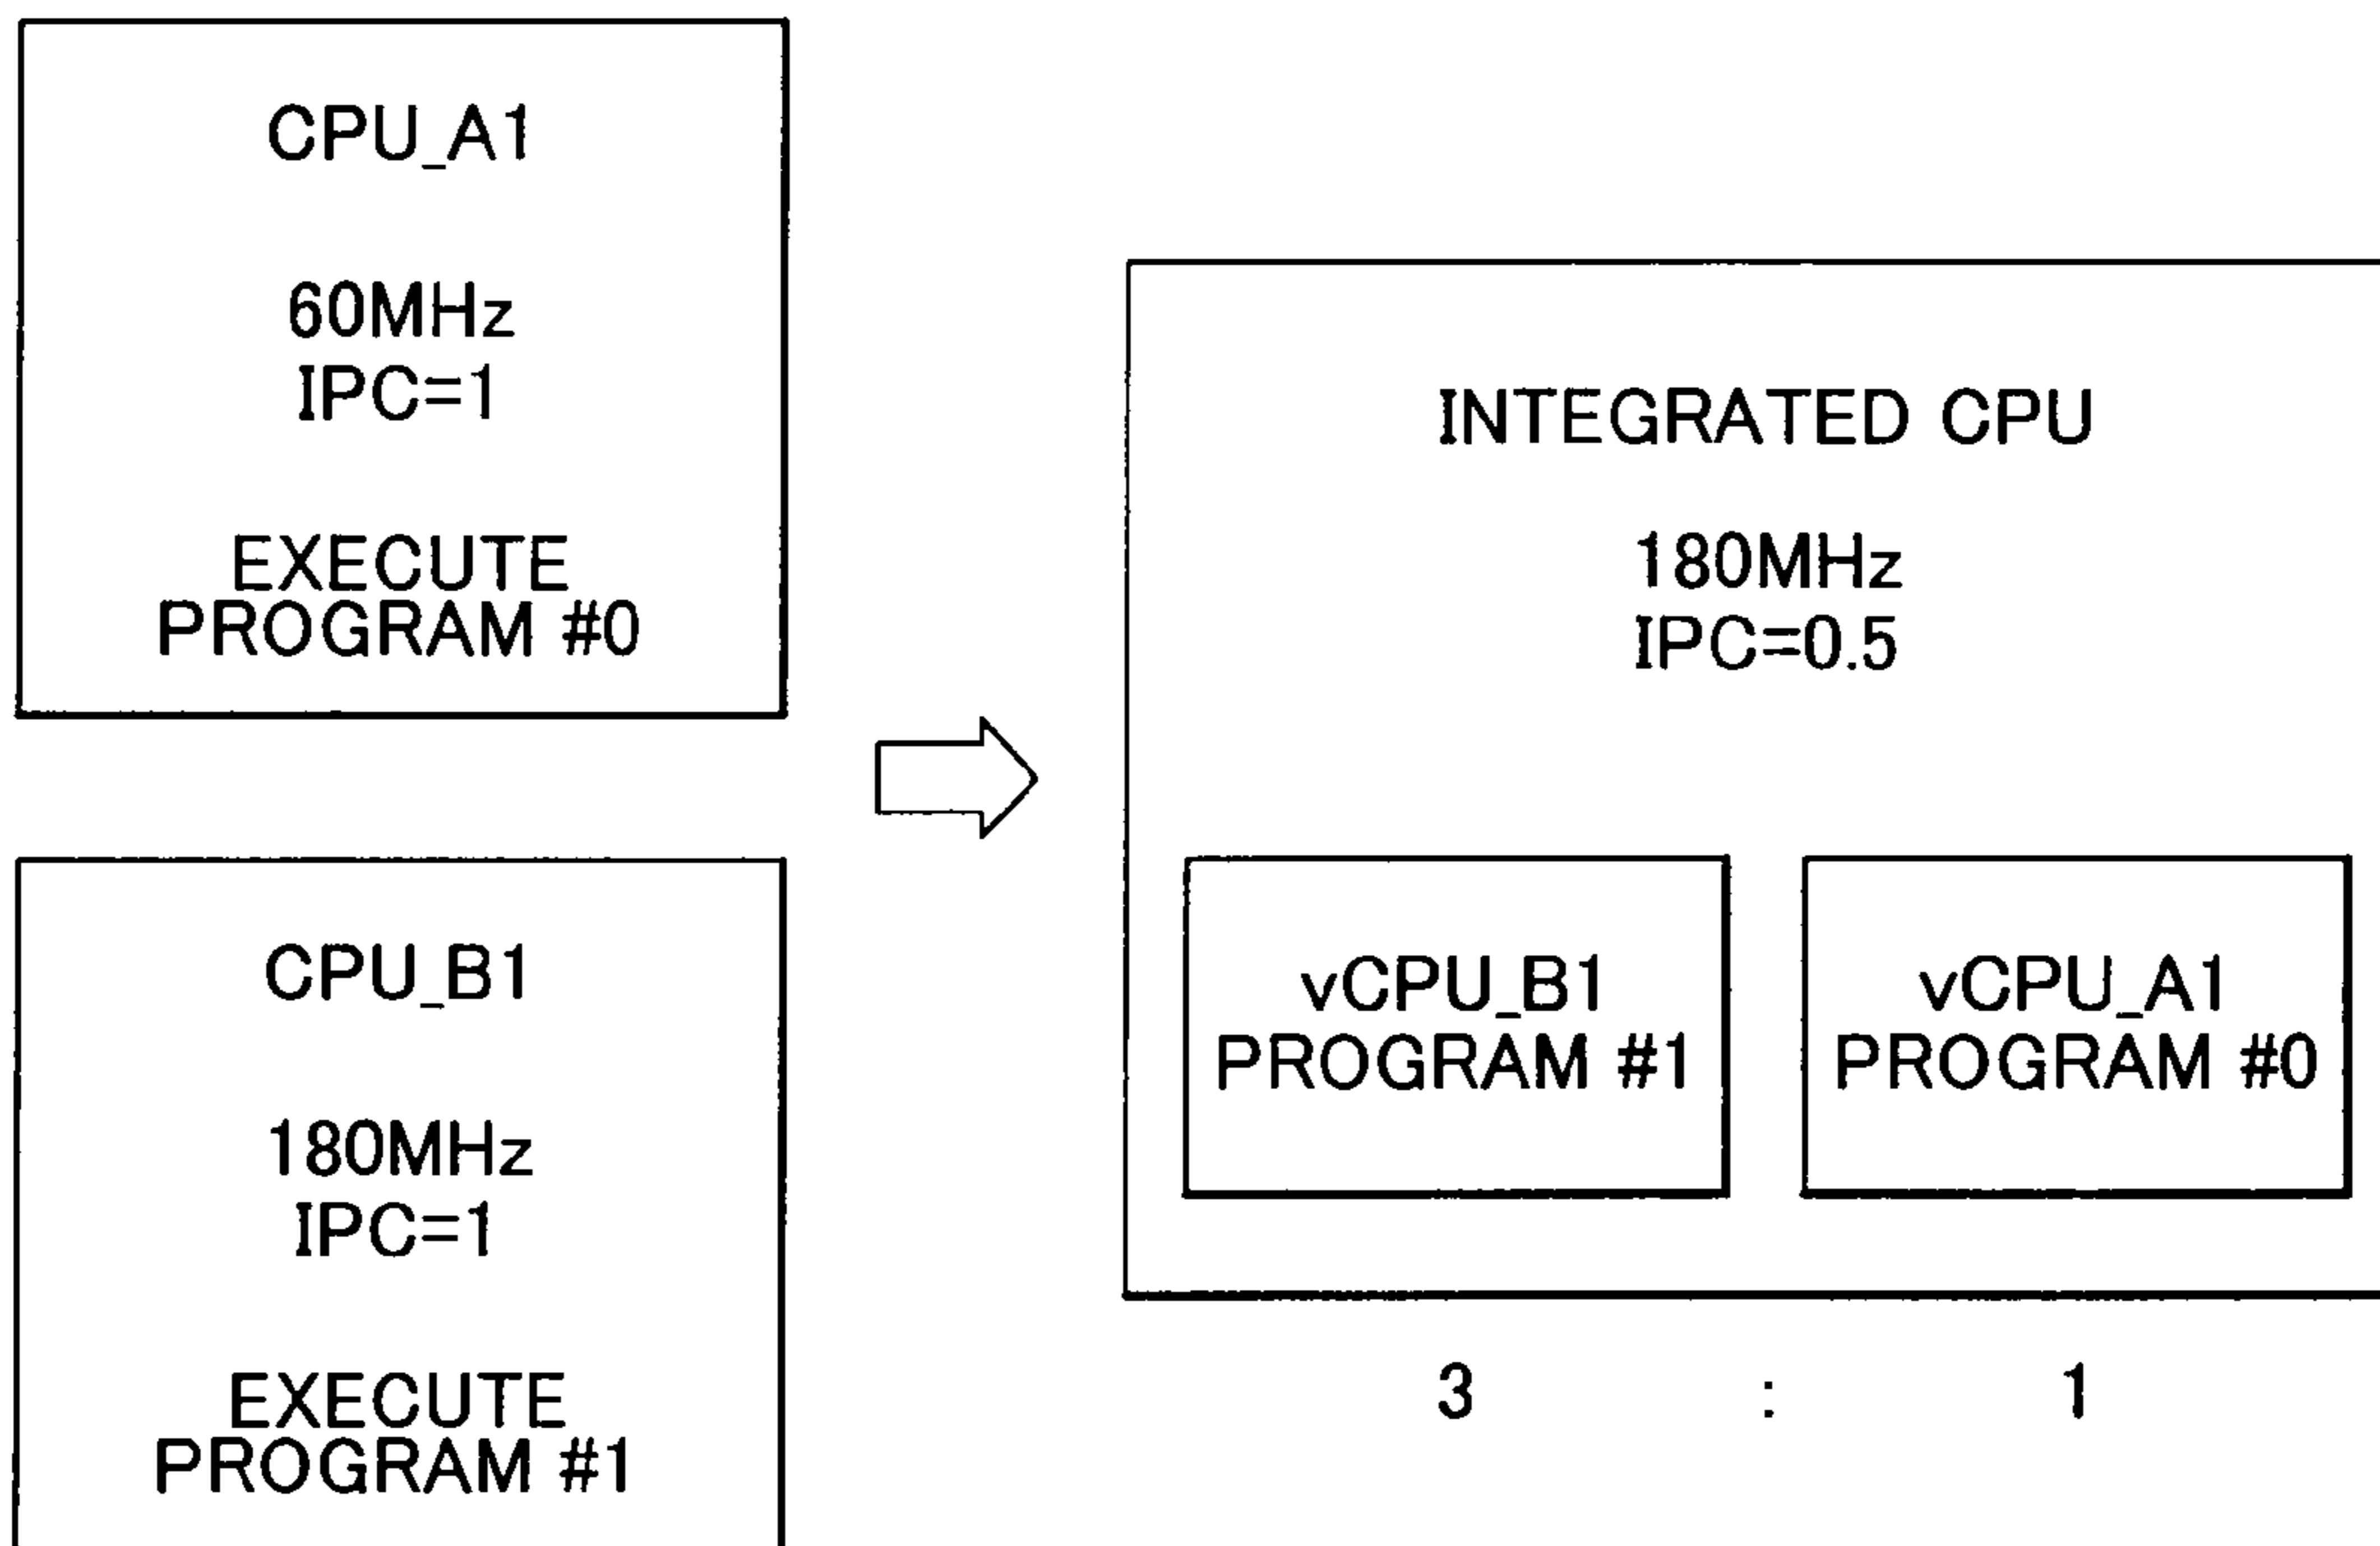 CPU_A1
60MHz
IPC=1
EXECUTE
PROGRAM #0
CPU_B1
180MHz
IPC=1
EXECUTE
PROGRAM #1
INTEGRATED CPU
180MHz
IPC=0.5
vCPU_B1
PROGRAM #1
vCPU_A1
PROGRAM #0
3 : 1